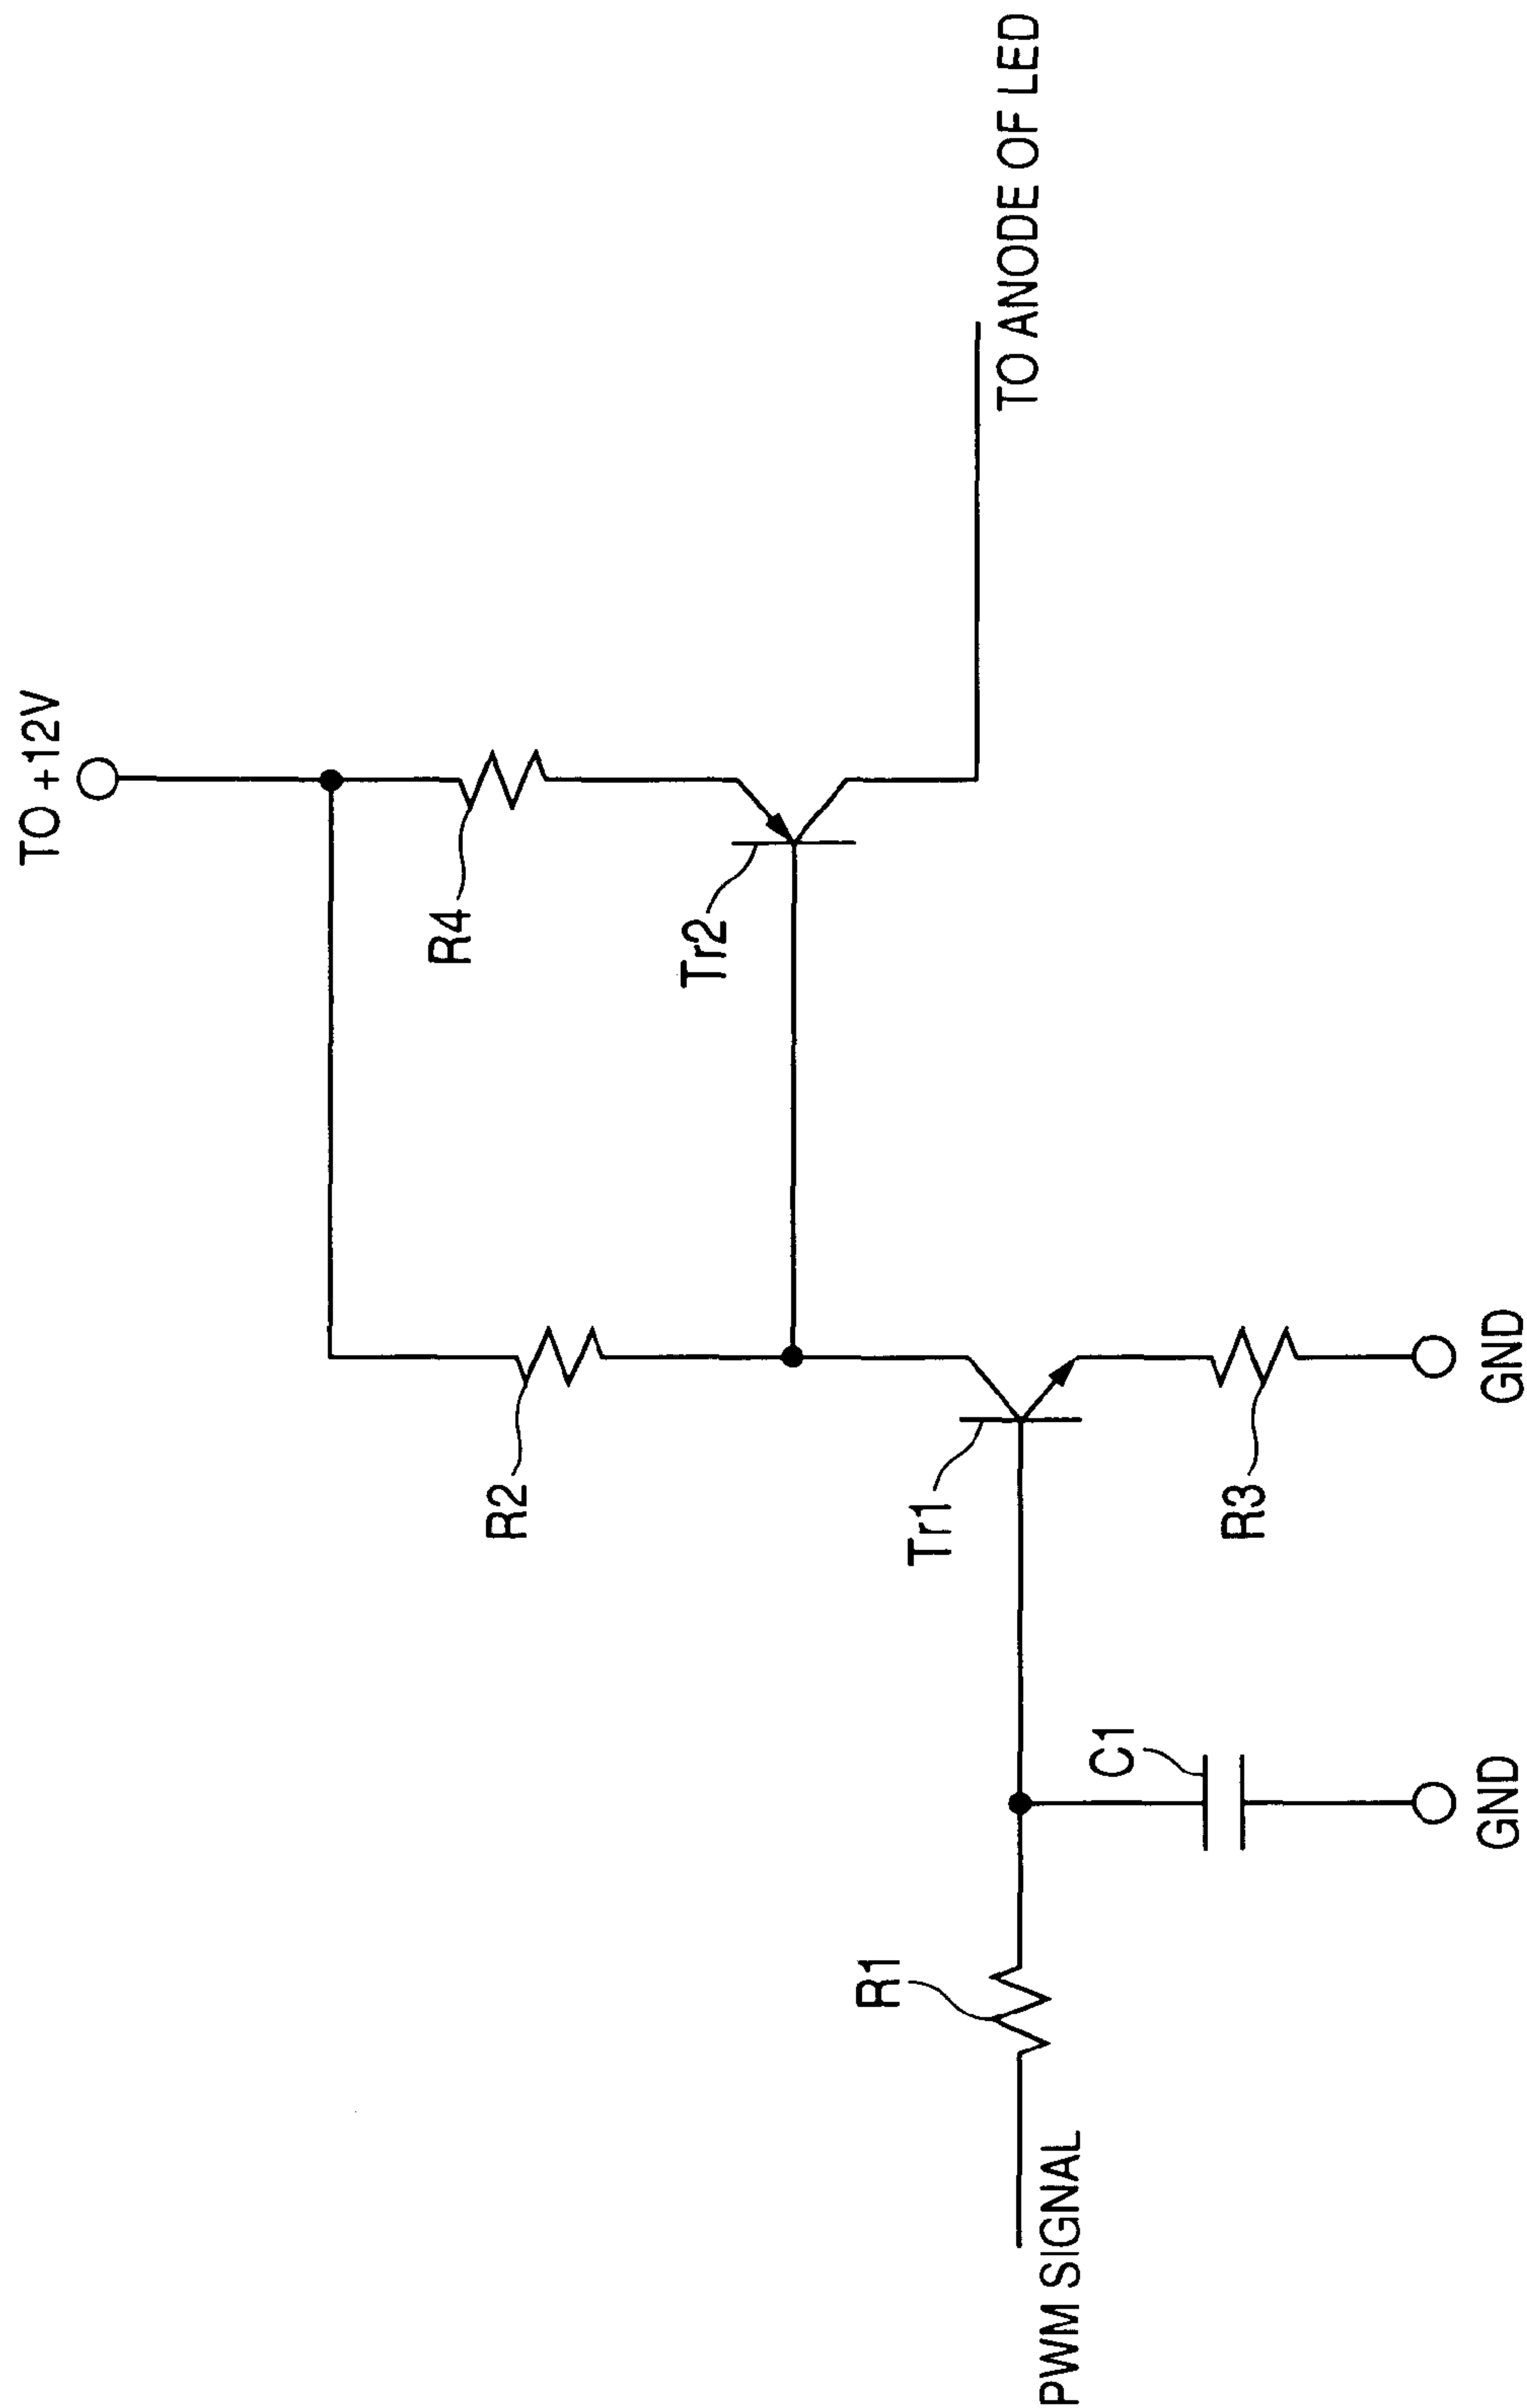 TO +12V
R4
Tr2
TO ANODE OF LED
R2
Tr1
R3
GND
C1
GND
R1
PWM SIGNAL